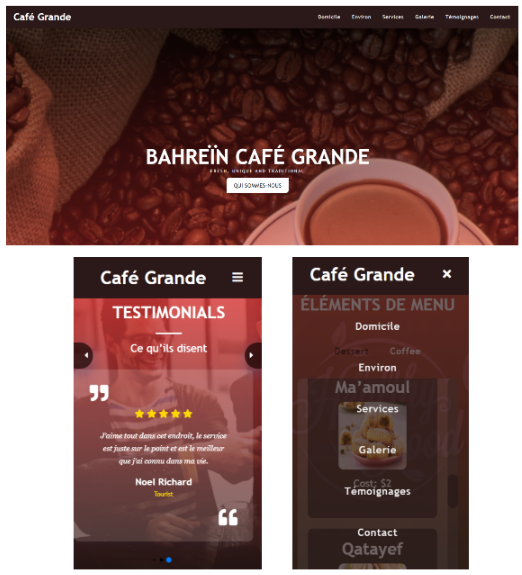 Café Grande
Domicile Environ Services Galerie Témoignages Contact
BAHREÏN CAFÉ GRANDE
FRESH, UNIQUE AND TRADITIONAL
QUI SOMMES-NOUS
Café Grande
TESTIMONIALS
Ce qu'ils disent
J'aime tout dans cet endroit, le service
est juste sur le point et est le meilleur
que j'ai connu dans ma vie.
Noel Richard
Tourist
Café Grande
ÉLÉMENTS DE MENU
Domicile
Dessert Coffee
Environ
Ma'amoul
Services
Galerie
Cost: $2
Témoignages
Contact
Qatayef